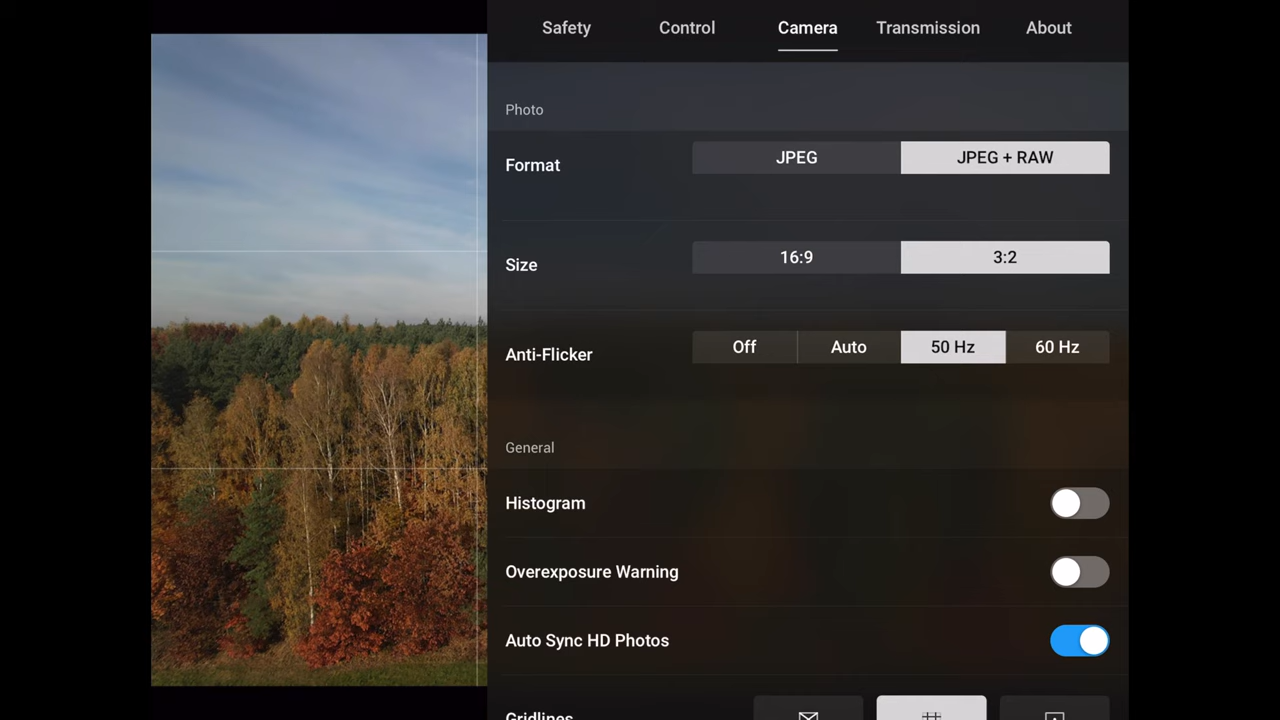 Safety Control Camera Transmission About
Photo
Format JPEG JPEG + RAW
Size 16:9 3:2
Anti-Flicker Off Auto 50 Hz 60 Hz
General
Histogram
Overexposure Warning
Auto Sync HD Photos
Gridlines